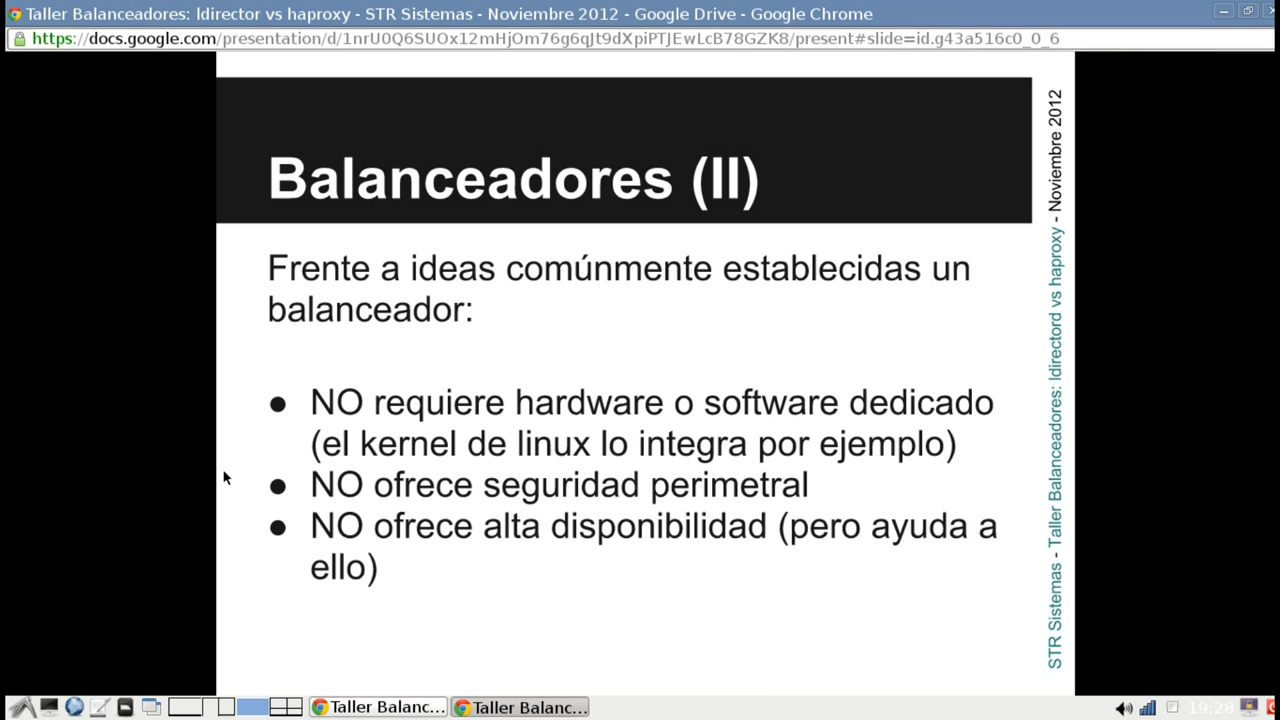 Taller Balanceadores: ldirector vs haproxy - STR Sistemas - Noviembre 2012 - Google Drive - Google Chrome
https://docs.google.com/presentation/d/1nrU0Q6SUOx12mHjOm76g6qJt9dXpiPTJEwLcB78GZK8/present#slide=id.g43a516c0_0_6
Balanceadores (II)
Frente a ideas comúnmente establecidas un
balanceador:
● NO requiere hardware o software dedicado
(el kernel de linux lo integra por ejemplo)
● NO ofrece seguridad perimetral
● NO ofrece alta disponibilidad (pero ayuda a
ello)
STR Sistemas - Taller Balanceadores: ldirectord vs haproxy - Noviembre 2012
Taller Balanc...
Taller Balanc...
19:28